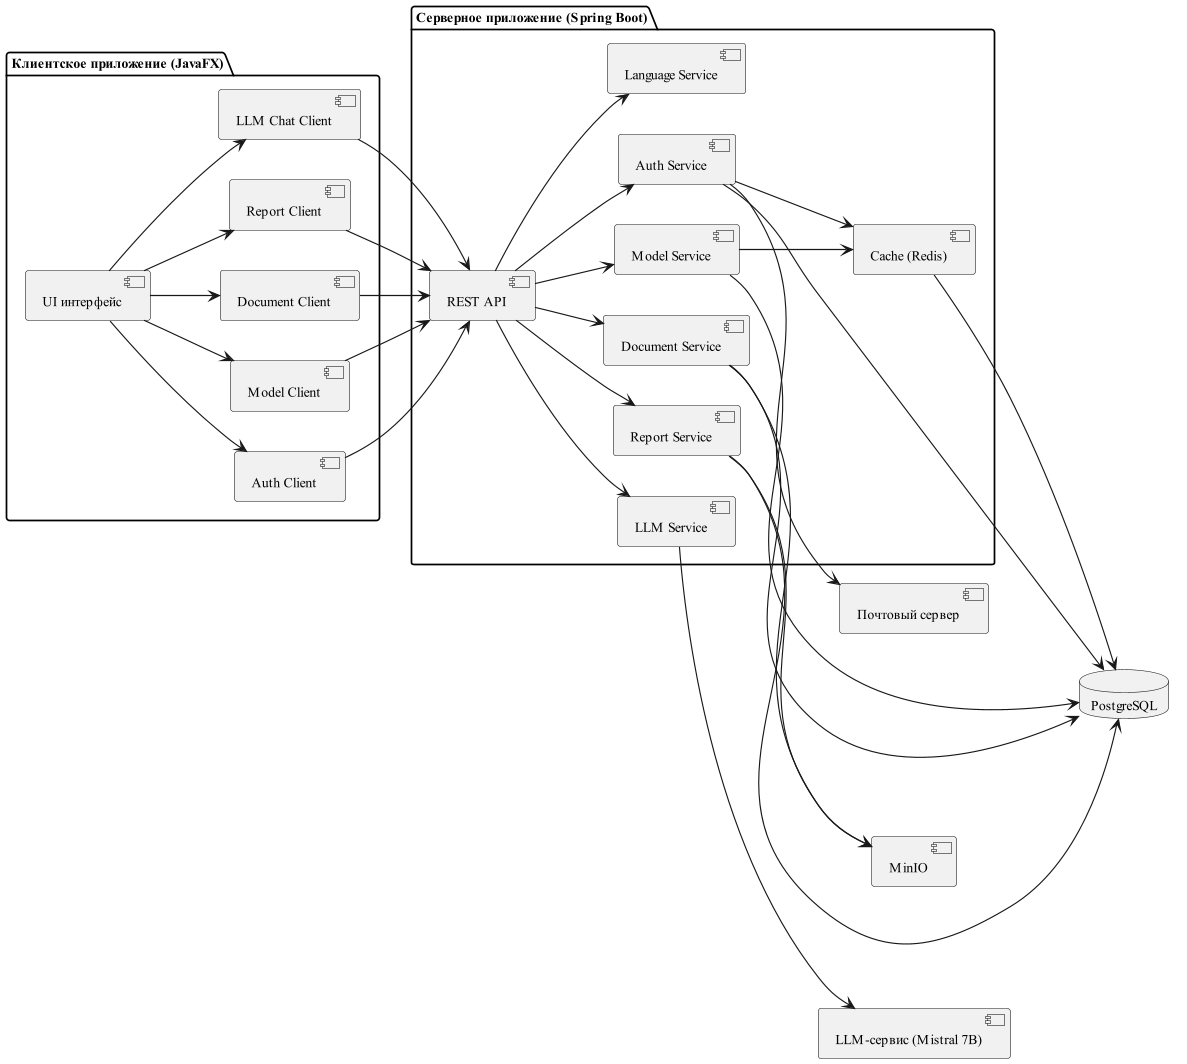 Клиентское приложение (JavaFX)
LLM Chat Client
Report Client
UI интерфейс
Document Client
Model Client
Auth Client
Серверное приложение (Spring Boot)
Language Service
Auth Service
Model Service
Cache (Redis)
REST API
Document Service
Report Service
LLM Service
Почтовый сервер
PostgreSQL
MinIO
LLM-сервис (Mistral 7B)